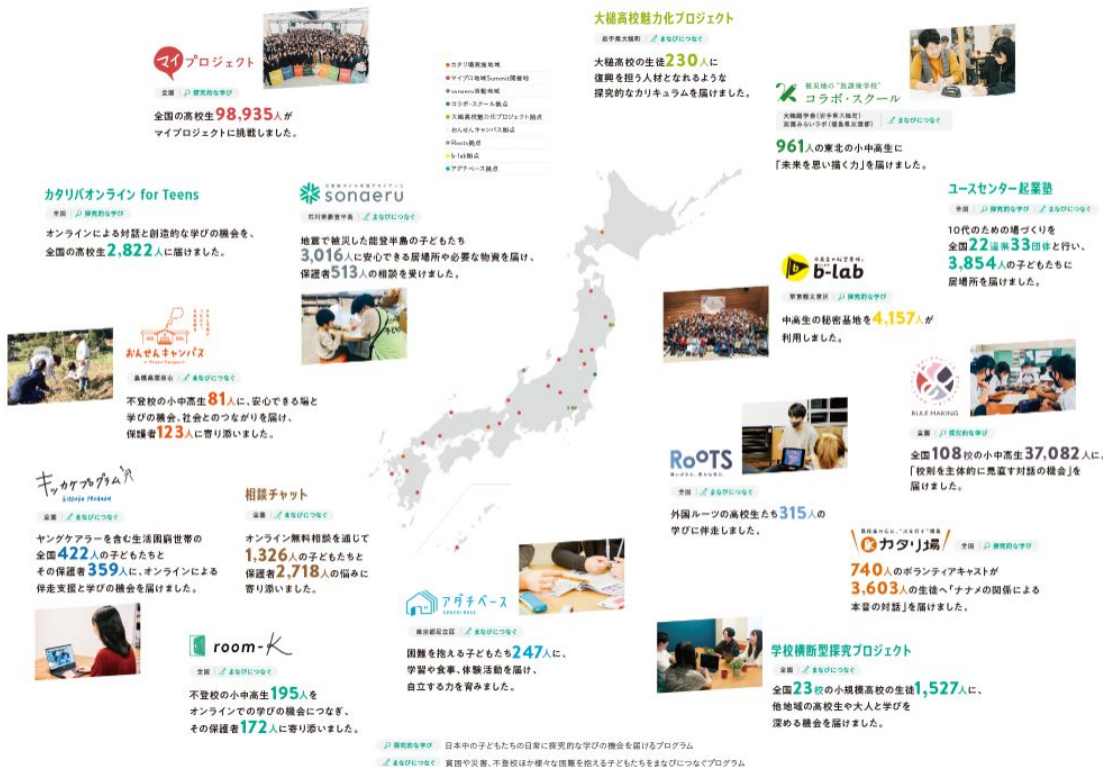 マイプロジェクト
全国 探究的な学び
全国の高校生98,935人が
マイプロジェクトに挑戦しました。
カタリ場実施地域
マイプロ地域Summit開催地
sonaeru活動地域
コラボ・スクール拠点
大槌高校魅力化プロジェクト拠点
おんせんキャンパス拠点
Roots拠点
b-lab拠点
アダチベース拠点
大槌高校魅力化プロジェクト
岩手県大槌町 まなびにつなぐ
大槌高校の生徒230人に
復興を担う人材となれるような
探究的なカリキュラムを届けました。
被災地の“放課後学校”
コラボ・スクール
大槌臨学舎(岩手県大槌町)
双葉みらいラボ(福島県双葉郡)
まなびにつなぐ
961人の東北の小中高生に
「未来を思い描く力」を届けました。
カタリバオンライン for Teens
全国 探究的な学び
オンラインによる対話と創造的な学びの機会を、
全国の高校生2,822人に届けました。
sonaeru
石川県能登半島 まなびにつなぐ
地震で被災した能登半島の子どもたち
3,016人に安心できる居場所や必要な物資を届け、
保護者513人の相談を受けました。
ユースセンター起業塾
全国 探究的な学び まなびにつなぐ
10代のための場づくりを
全国22道県33団体と行い、
3,854人の子どもたちに
居場所を届けました。
中高生の秘密基地。
b-lab
東京都文京区 探究的な学び
中高生の秘密基地を4,157人が
利用しました。
おんせんキャンパス
島根県雲南市 まなびにつなぐ
不登校の小中高生81人に、安心できる場と
学びの機会、社会とのつながりを届け、
保護者123人に寄り添いました。
RULE MAKING
全国 探究的な学び
全国108校の小中高生37,082人に、
「校則を主体的に見直す対話の機会」を
届けました。
RooTS
全国 まなびにつなぐ
外国ルーツの高校生たち315人の
学びに伴走しました。
キッカケプログラム
KIKKAKE PROGRAM
全国 まなびにつなぐ
ヤングケアラーを含む生活困窮世帯の
全国422人の子どもたちと
その保護者359人に、オンラインによる
伴走支援と学びの機会を届けました。
相談チャット
全国 まなびにつなぐ
オンライン無料相談を通じて
1,326人の子どもたちと
保護者2,718人の悩みに
寄り添いました。
カタリ場
全国 探究的な学び
740人のボランティアキャストが
3,603人の生徒へ「ナナメの関係による
本音の対話」を届けました。
アダチベース
ADACHI BASE
東京都足立区 まなびにつなぐ
困難を抱える子どもたち247人に、
学習や食事、体験活動を届け、
自立する力を育みました。
room-K
全国 まなびにつなぐ
不登校の小中高生195人を
オンラインでの学びの機会につなぎ、
その保護者172人に寄り添いました。
学校横断型探究プロジェクト
全国 まなびにつなぐ
全国23校の小規模高校の生徒1,527人に、
他地域の高校生や大人と学びを
深める機会を届けました。
探究的な学び 日本中の子どもたちの日常に探究的な学びの機会を届けるプログラム
まなびにつなぐ 貧困や災害、不登校ほか様々な困難を抱える子どもたちをまなびにつなぐプログラム